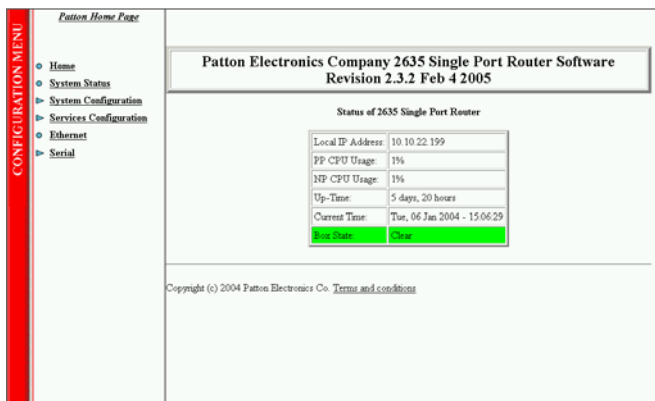 CONFIGURATION MENU
Patton Home Page
Home
System Status
System Configuration
Services Configuration
Ethernet
Serial
Patton Electronics Company 2635 Single Port Router Software
Revision 2.3.2 Feb 4 2005
Status of 2635 Single Port Router
Local IP Address: 10.10.22.199
PP CPU Usage: 1%
NP CPU Usage: 1%
Up-Time: 5 days, 20 hours
Current Time: Tue, 06 Jan 2004 - 15:06:29
Box State: Clear
Copyright (c) 2004 Patton Electronics Co. Terms and conditions